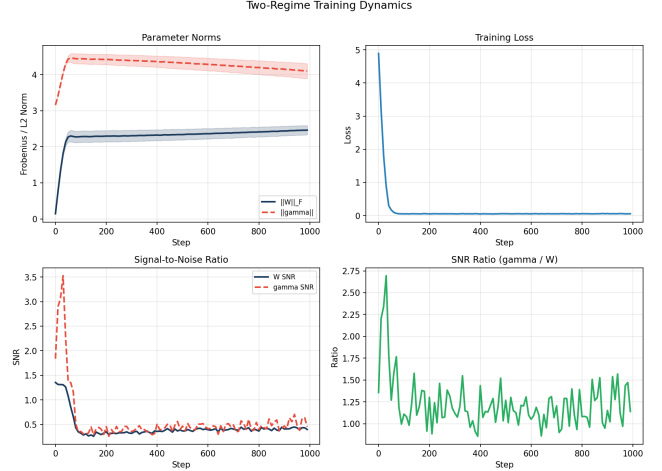 Two-Regime Training Dynamics
Parameter Norms
Frobenius / L2 Norm
4
3
2
1
0
||W||_F
||gamma||
0 200 400 600 800 1000
Step
Training Loss
Loss
5
4
3
2
1
0
0 200 400 600 800 1000
Step
Signal-to-Noise Ratio
SNR
3.5
3.0
2.5
2.0
1.5
1.0
0.5
W SNR
gamma SNR
0 200 400 600 800 1000
Step
SNR Ratio (gamma / W)
Ratio
2.75
2.50
2.25
2.00
1.75
1.50
1.25
1.00
0 200 400 600 800 1000
Step